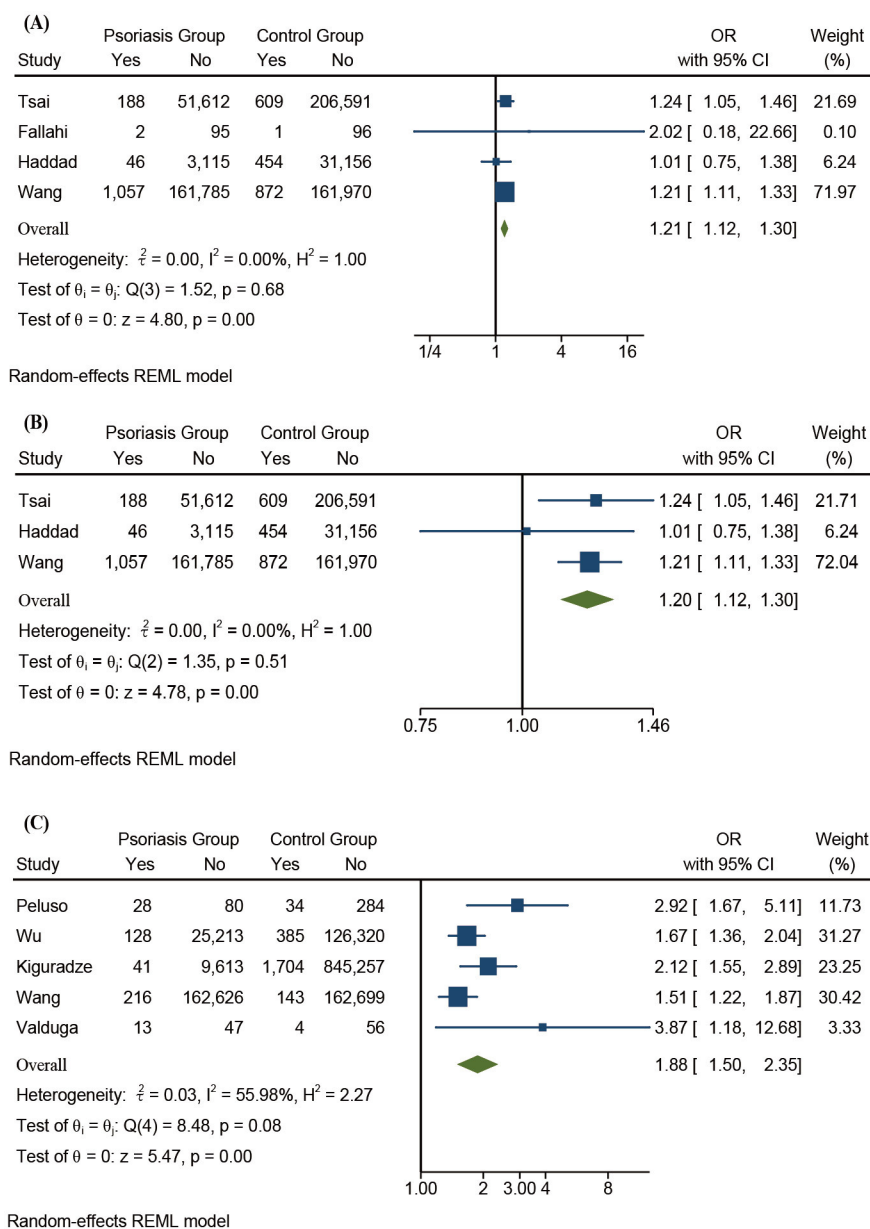 (A)
Psoriasis Group Control Group OR Weight
Study Yes No Yes No with 95% CI (%)
Tsai 188 51,612 609 206,591 1.24 [ 1.05, 1.46] 21.69
Fallahi 2 95 1 96 2.02 [ 0.18, 22.66] 0.10
Haddad 46 3,115 454 31,156 1.01 [ 0.75, 1.38] 6.24
Wang 1,057 161,785 872 161,970 1.21 [ 1.11, 1.33] 71.97
Overall 1.21 [ 1.12, 1.30]
Heterogeneity: τ² = 0.00, I² = 0.00%, H² = 1.00
Test of θᵢ = θⱼ: Q(3) = 1.52, p = 0.68
Test of θ = 0: z = 4.80, p = 0.00
1/4 1 4 16
Random-effects REML model
(B)
Psoriasis Group Control Group OR Weight
Study Yes No Yes No with 95% CI (%)
Tsai 188 51,612 609 206,591 1.24 [ 1.05, 1.46] 21.71
Haddad 46 3,115 454 31,156 1.01 [ 0.75, 1.38] 6.24
Wang 1,057 161,785 872 161,970 1.21 [ 1.11, 1.33] 72.04
Overall 1.20 [ 1.12, 1.30]
Heterogeneity: τ² = 0.00, I² = 0.00%, H² = 1.00
Test of θᵢ = θⱼ: Q(2) = 1.35, p = 0.51
Test of θ = 0: z = 4.78, p = 0.00
0.75 1.00 1.46
Random-effects REML model
(C)
Psoriasis Group Control Group OR Weight
Study Yes No Yes No with 95% CI (%)
Peluso 28 80 34 284 2.92 [ 1.67, 5.11] 11.73
Wu 128 25,213 385 126,320 1.67 [ 1.36, 2.04] 31.27
Kiguradze 41 9,613 1,704 845,257 2.12 [ 1.55, 2.89] 23.25
Wang 216 162,626 143 162,699 1.51 [ 1.22, 1.87] 30.42
Valduga 13 47 4 56 3.87 [ 1.18, 12.68] 3.33
Overall 1.88 [ 1.50, 2.35]
Heterogeneity: τ² = 0.03, I² = 55.98%, H² = 2.27
Test of θᵢ = θⱼ: Q(4) = 8.48, p = 0.08
Test of θ = 0: z = 5.47, p = 0.00
1.00 2 3.00 4 8
Random-effects REML model